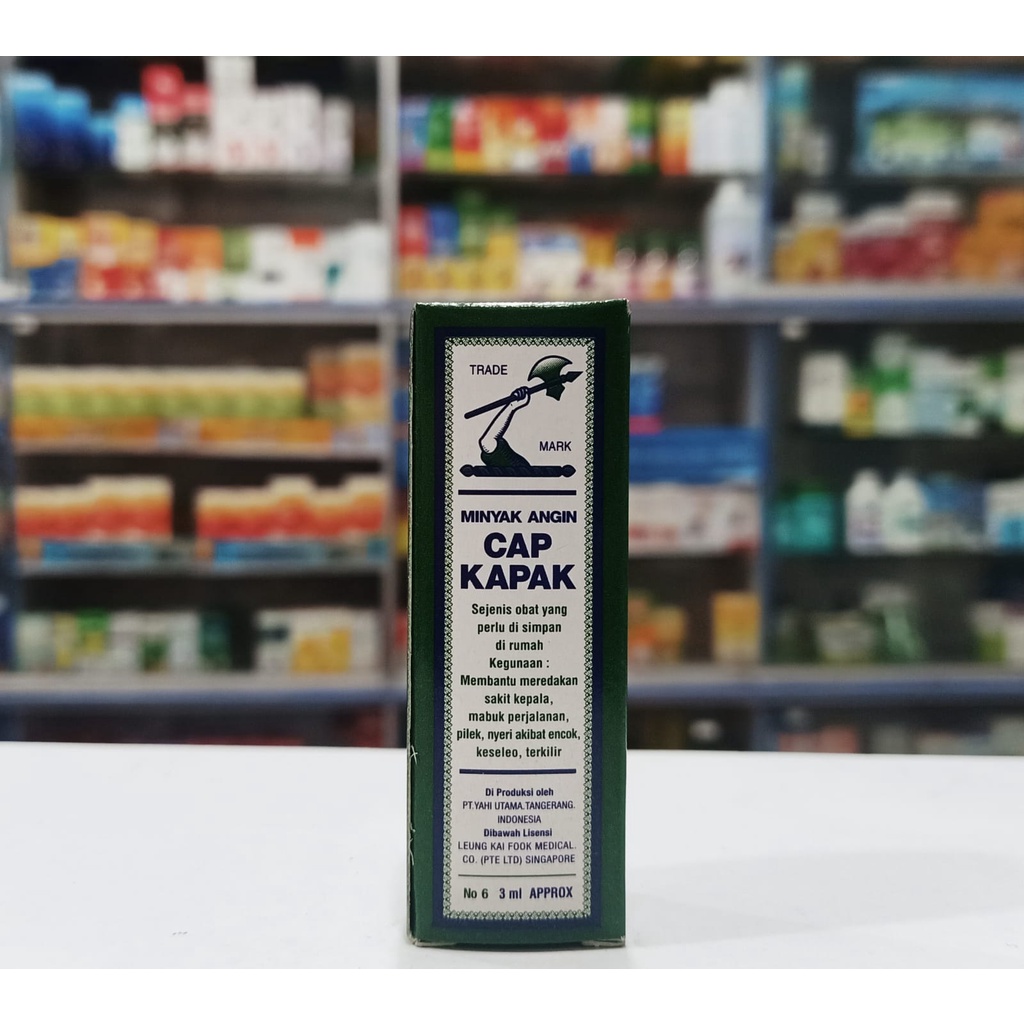 TRADE
MARK
MINYAK ANGIN
CAP
KAPAK
Sejenis obat yang
perlu di simpan
di rumah
Kegunaan :
Membantu meredakan
sakit kepala,
mabuk perjalanan,
pilek, nyeri akibat encok,
keseleo, terkilir
Di Produksi oleh
PT.YAHI UTAMA.TANGERANG.
INDONESIA
Dibawah Lisensi
LEUNG KAI FOOK MEDICAL.
CO. (PTE LTD) SINGAPORE
No 6 3 ml APPROX